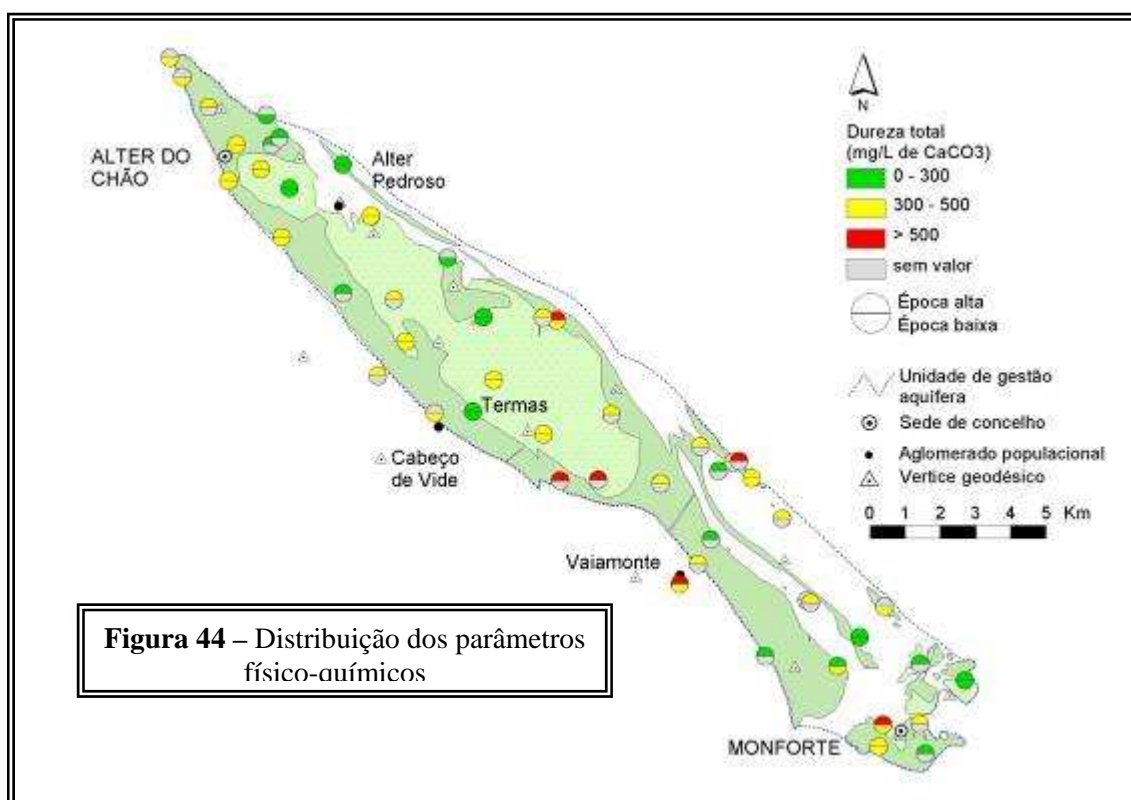 ALTER DO
CHÃO
Alter
Pedroso
Termas
Cabeço
de Vide
Vaiamonte
MONFORTE
N
Dureza total
(mg/L de CaCO3)
0 - 300
300 - 500
> 500
sem valor
Época alta
Época baixa
Unidade de gestão
aquífera
Sede de concelho
Aglomerado populacional
Vertice geodésico
0 1 2 3 4 5 Km
Figura 44 – Distribuição dos parâmetros
físico-químicos